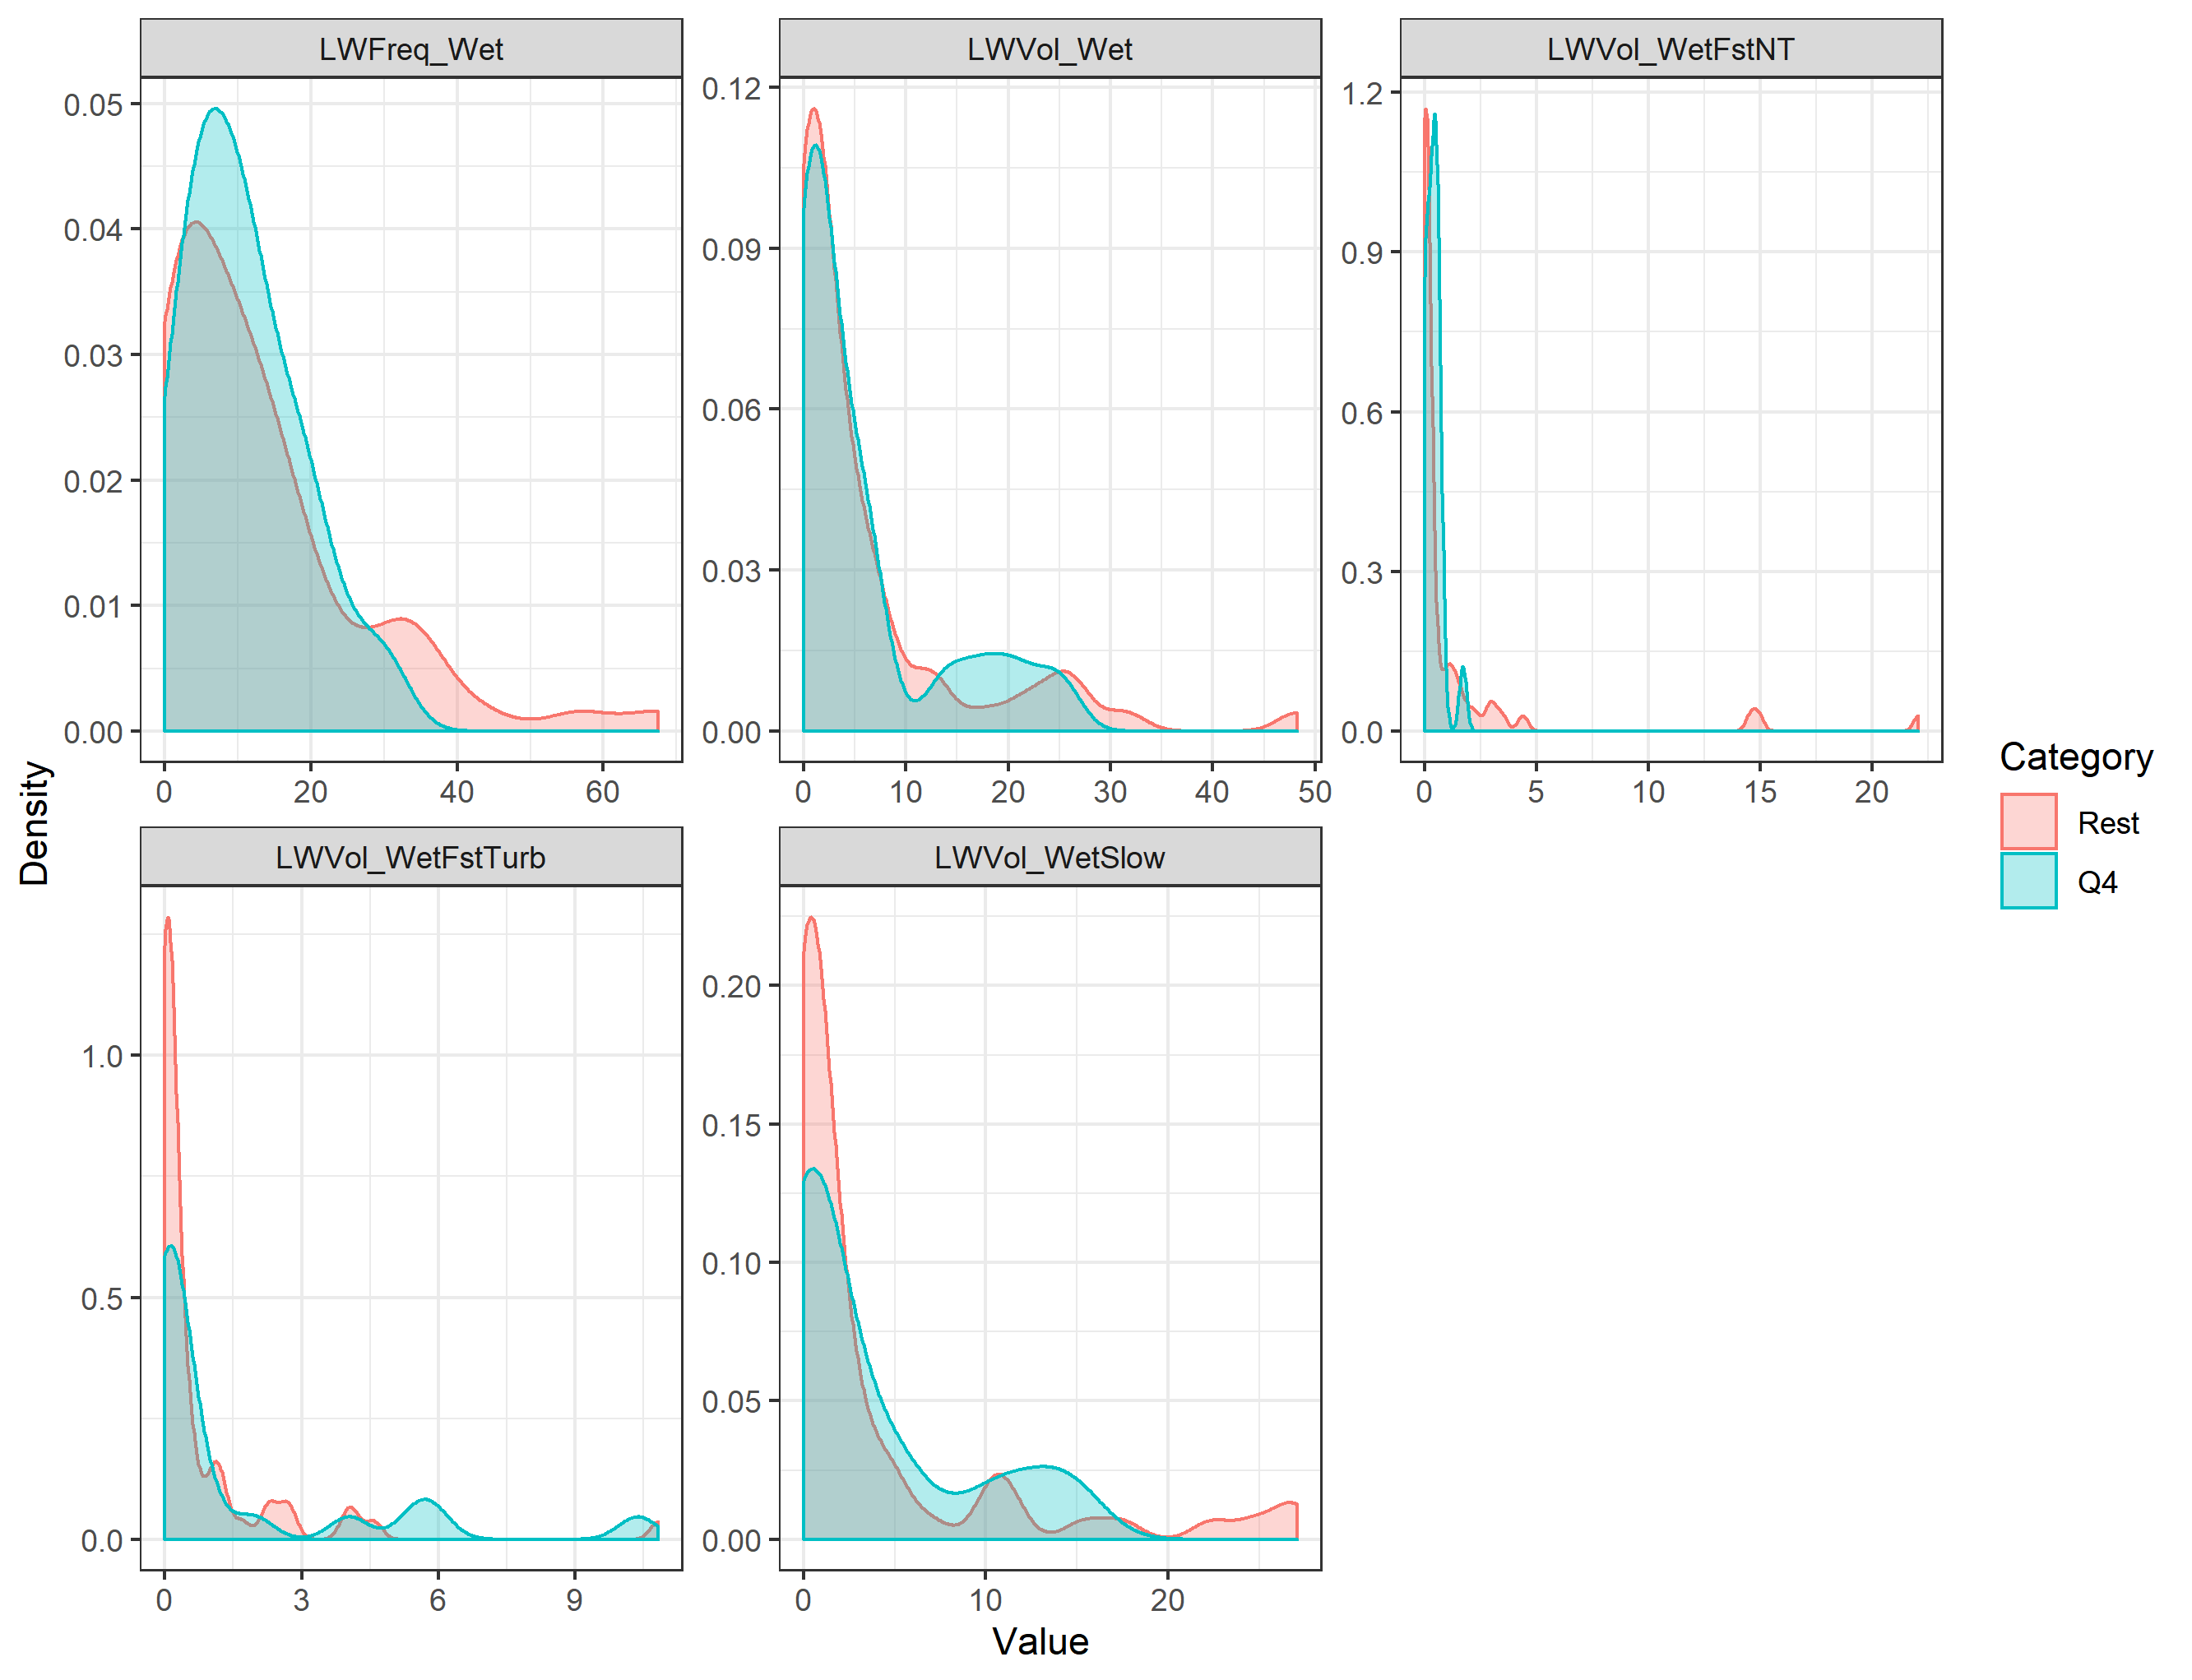 LWFreq_Wet
LWVol_Wet
LWVol_WetFstNT
0.05
0.04
0.03
0.02
0.01
0.00
0.12
0.09
0.06
0.03
0.00
1.2
0.9
0.6
0.3
0.0
0 20 40 60
0 10 20 30 40 50
0 5 10 15 20
LWVol_WetFstTurb
LWVol_WetSlow
1.0
0.5
0.0
0.20
0.15
0.10
0.05
0.00
0 3 6 9
0 10 20
Density
Value
Category
Rest
Q4